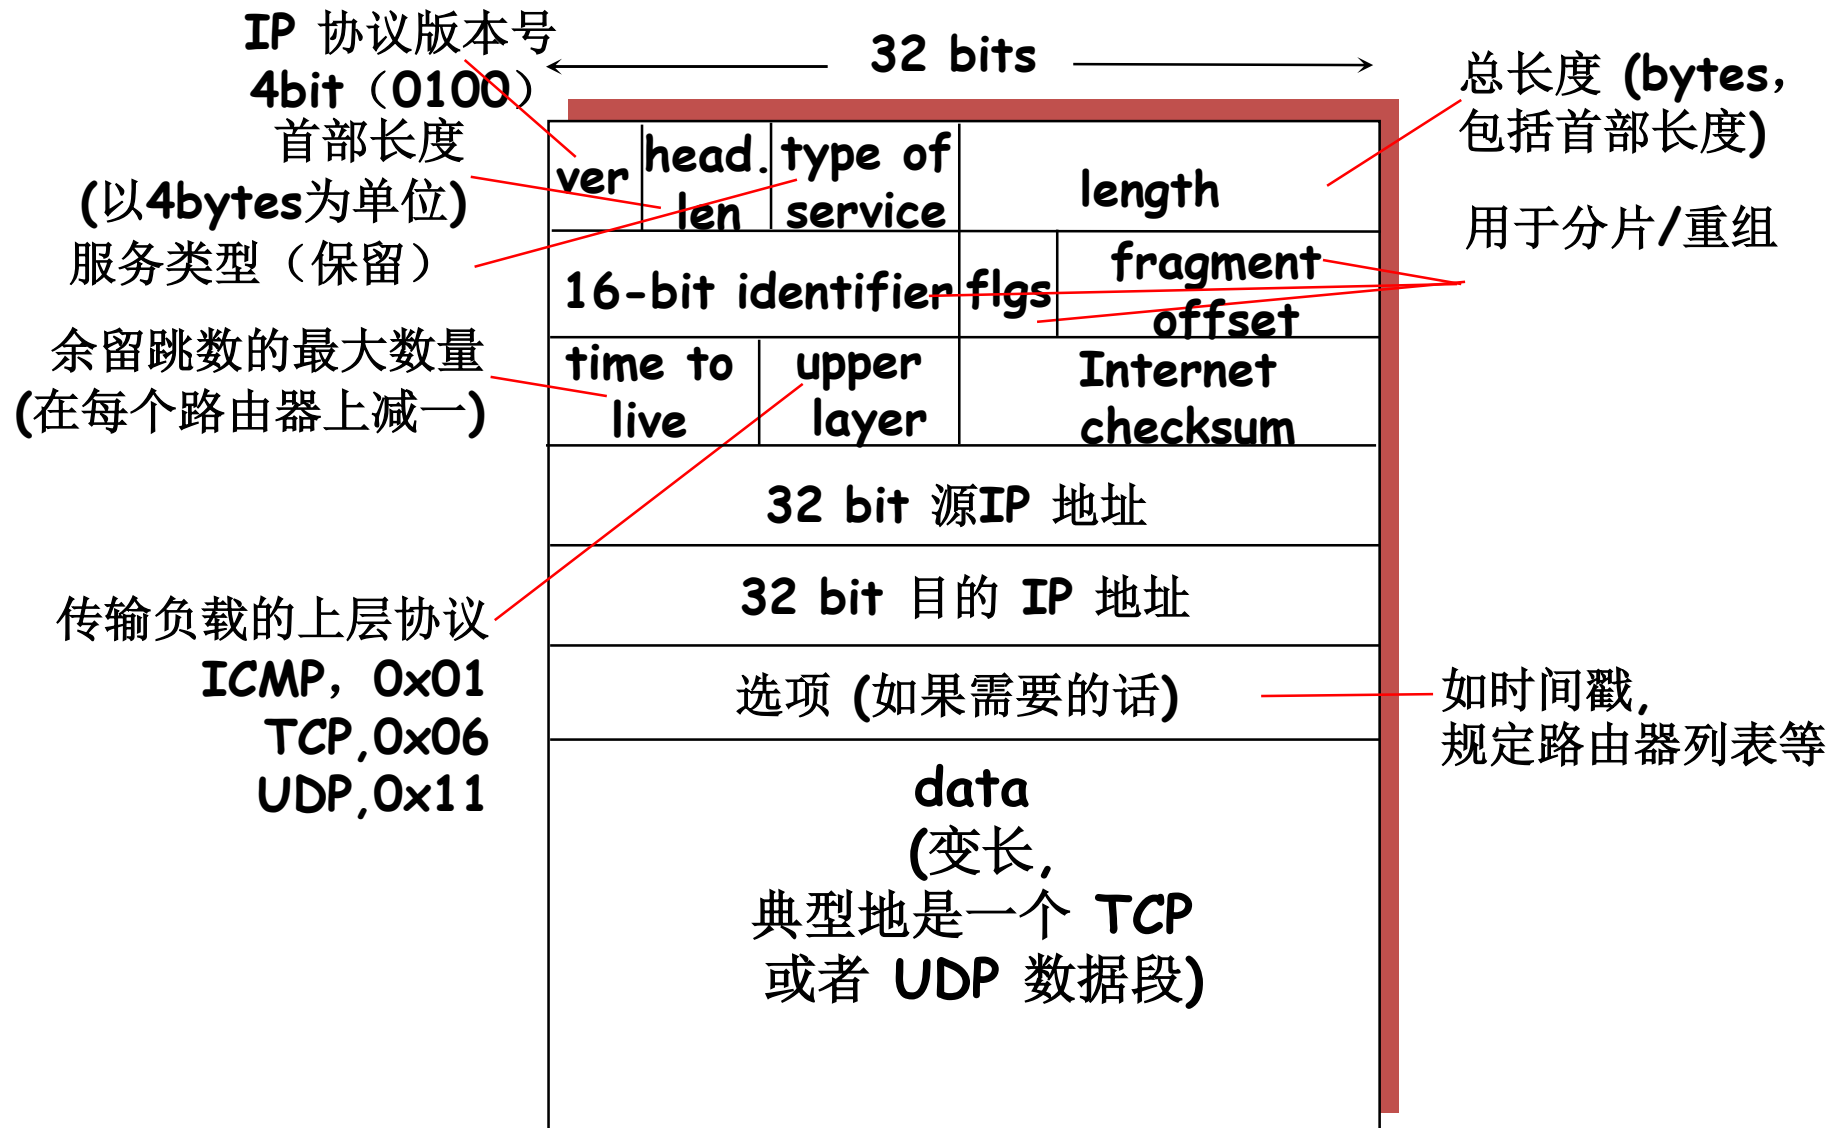 IP 协议版本号
4bit（0100）
首部长度
(以4bytes为单位)
服务类型（保留）
余留跳数的最大数量
(在每个路由器上减一)
传输负载的上层协议
ICMP，0x01
TCP,0x06
UDP,0x11
32 bits
ver
head.
len
type of
service
length
16-bit identifier
flgs
fragment
offset
time to
live
upper
layer
Internet
checksum
32 bit 源IP 地址
32 bit 目的 IP 地址
选项 (如果需要的话)
data
(变长,
典型地是一个 TCP
或者 UDP 数据段)
总长度 (bytes，
包括首部长度)
用于分片/重组
如时间戳,
规定路由器列表等